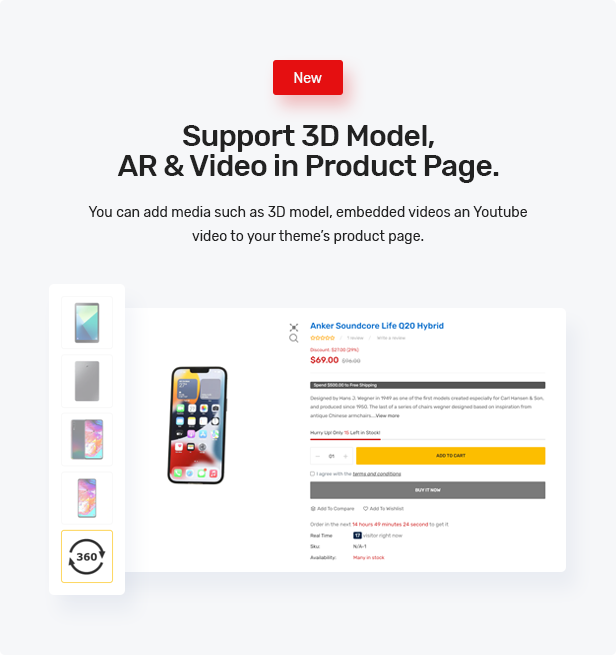 New
Support 3D Model,
AR & Video in Product Page.
You can add media such as 3D model, embedded videos an Youtube
video to your theme's product page.
360
Anker Soundcore Life Q20 Hybrid
1 review | Write a review
Discount: $27.00 (29%)
$69.00 $96.00
Spend $500.00 to Free Shipping
Designed by Hans J. Wegner in 1949 as one of the first models created especially for Carl Hansen & Son,
and produced since 1950. The last of a series of chairs wegner designed based on inspiration from
antique Chinese armchairs...View more
Hurry Up! Only 15 Left in Stock!
− 01 + ADD TO CART
I agree with the terms and conditions
BUY IT NOW
Add To Compare Add To Wishlist
Order in the next 14 hours 49 minutes 24 second to get it
Real Time: 17 visitor right now
Sku: N/A-1
Availability: Many in stock